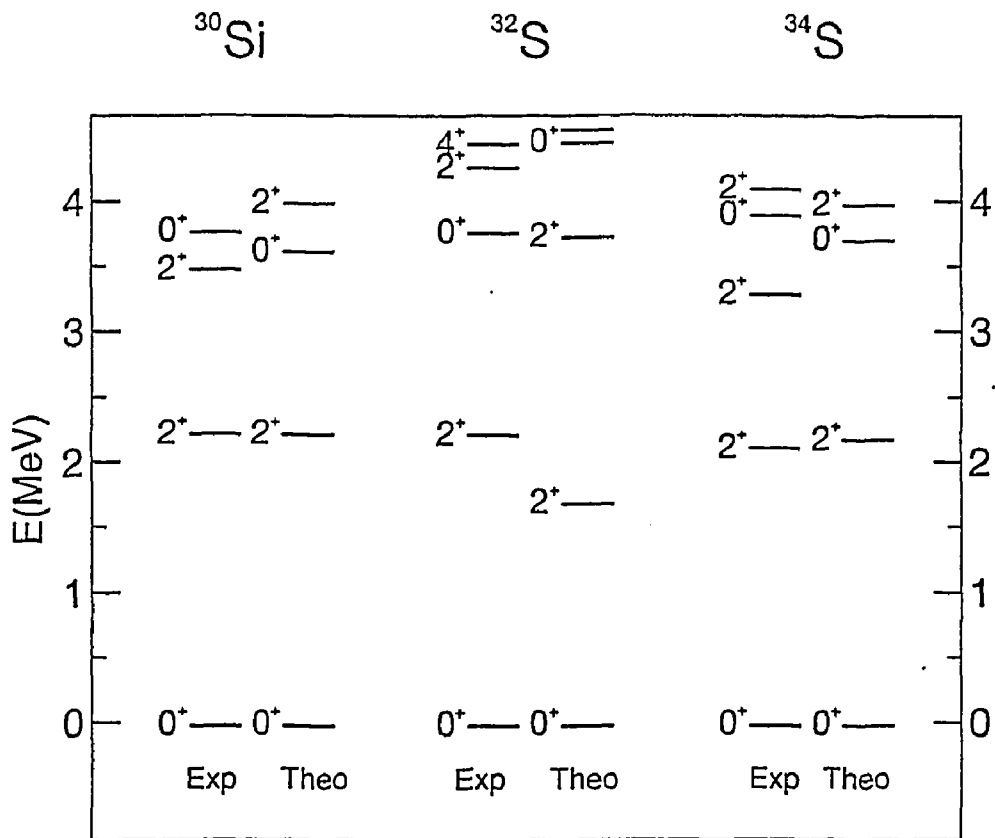 ³⁰Si ³²S ³⁴S
4⁺ 0⁺
2⁺
4 2⁺ 2⁺ 2⁺ 4
0⁺ 0⁺ 0⁺ 2⁺ 0⁺ 0⁺
2⁺ 2⁺
3 3
2⁺ 2⁺ 2⁺ 2⁺ 2⁺
2 2
2⁺
E(MeV)
1 1
0 0⁺ 0⁺ 0⁺ 0⁺ 0⁺ 0⁺ 0
Exp Theo Exp Theo Exp Theo